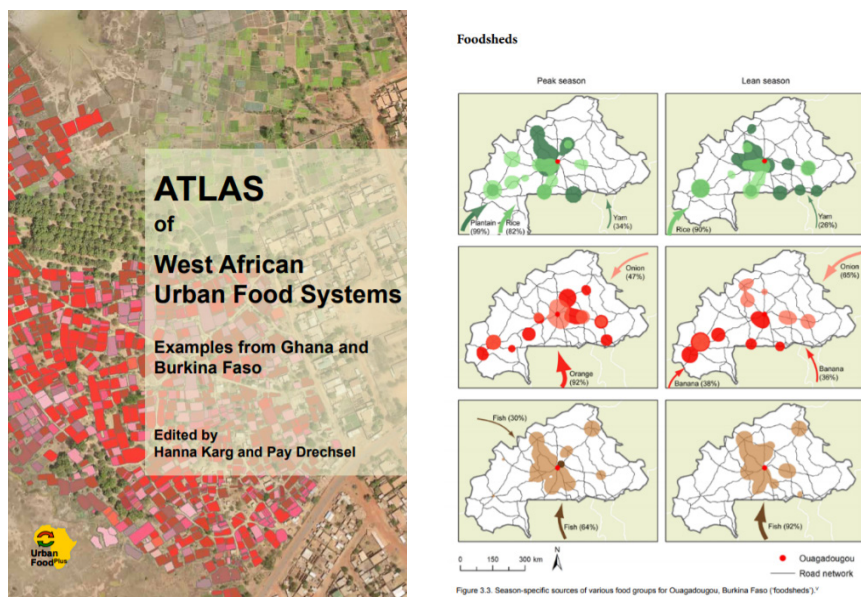 ATLAS
of
West African
Urban Food Systems
Examples from Ghana and
Burkina Faso
Edited by
Hanna Karg and Pay Drechsel
Urban
FoodPlus
Foodsheds
Peak season
Lean season
Plantain
(99%)
Rice
(82%)
Yam
(34%)
Rice (90%)
Yam
(26%)
Onion
(47%)
Orange
(92%)
Onion
(65%)
Banana (38%)
Banana
(36%)
Fish (30%)
Fish (64%)
Fish (92%)
0 150 300 km
N
Ouagadougou
Road network
Figure 3.3. Season-specific sources of various food groups for Ouagadougou, Burkina Faso ('foodsheds').V